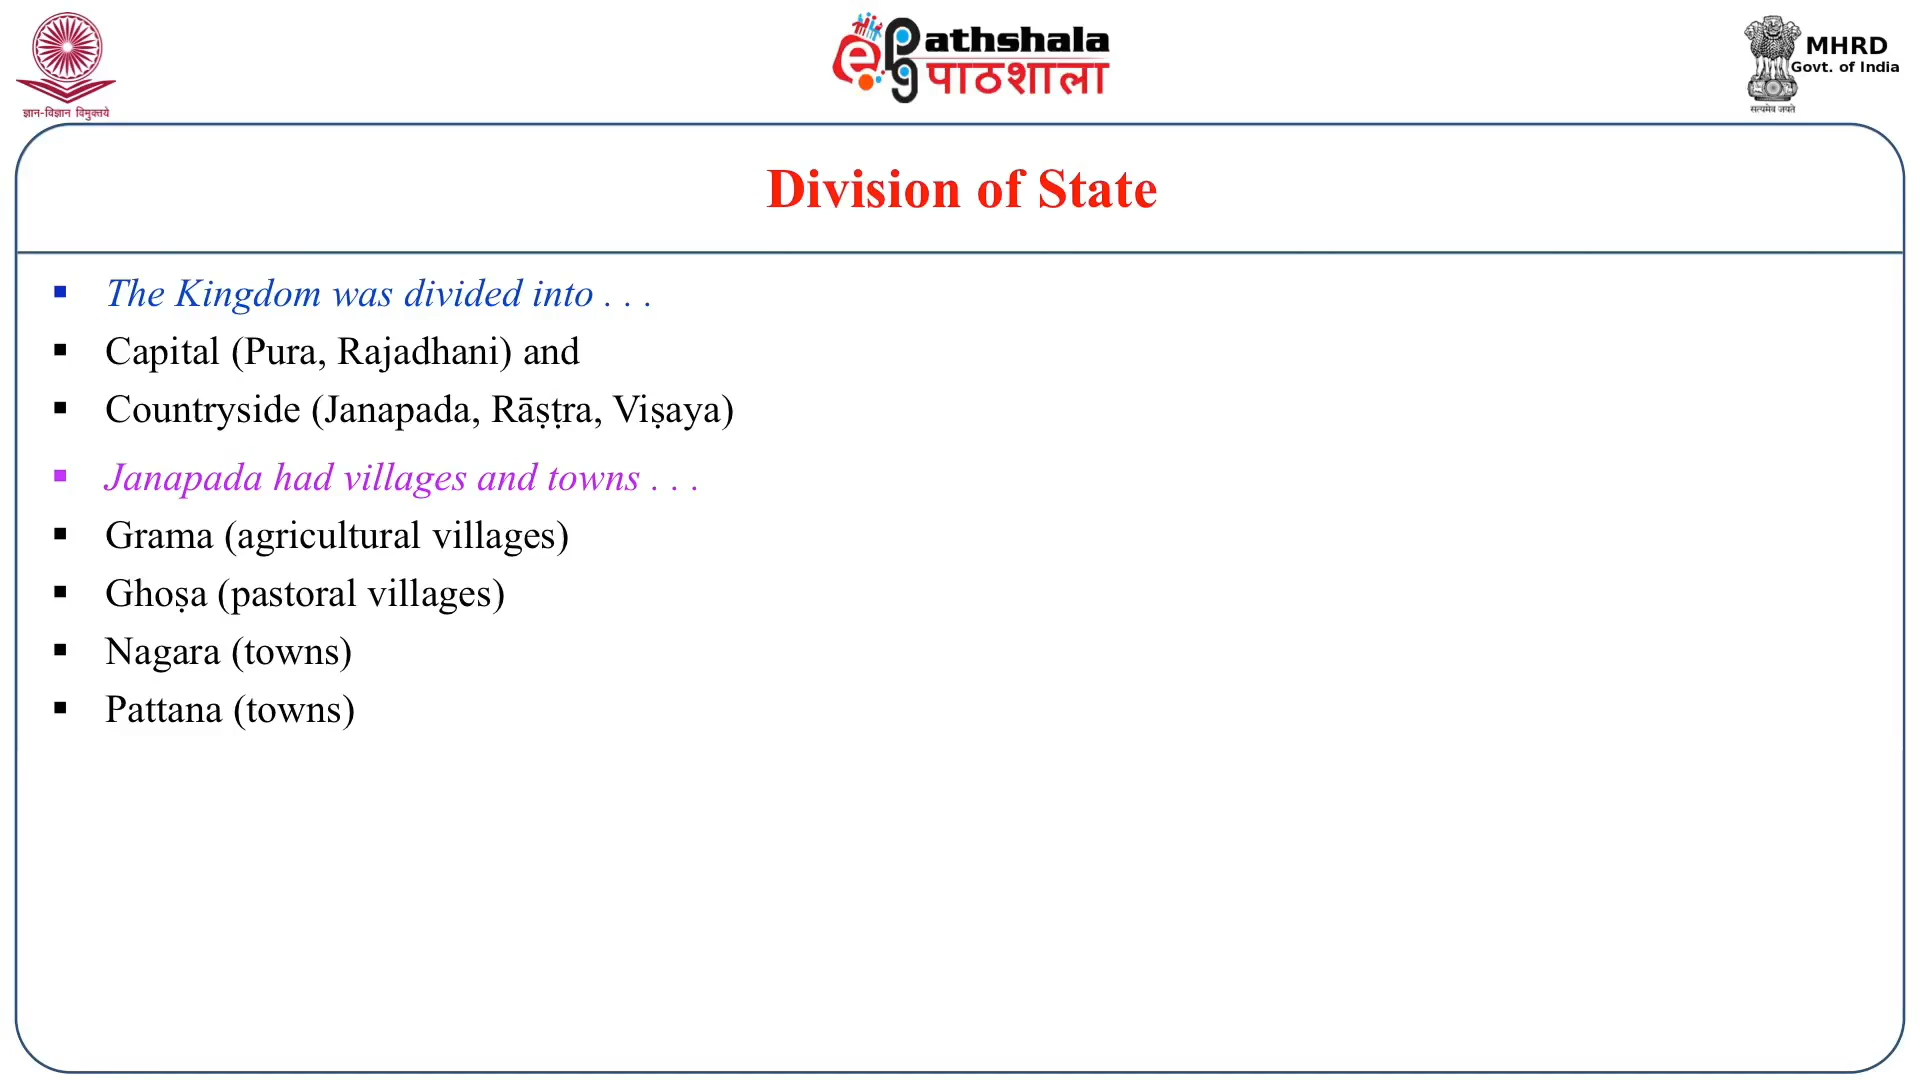 ज्ञान-विज्ञान विमुक्तये
ePathshala
pg पाठशाला
MHRD
Govt. of India
सत्यमेव जयते
Division of State
▪ The Kingdom was divided into . . .
▪ Capital (Pura, Rajadhani) and
▪ Countryside (Janapada, Rāṣṭra, Viṣaya)
▪ Janapada had villages and towns . . .
▪ Grama (agricultural villages)
▪ Ghoṣa (pastoral villages)
▪ Nagara (towns)
▪ Pattana (towns)